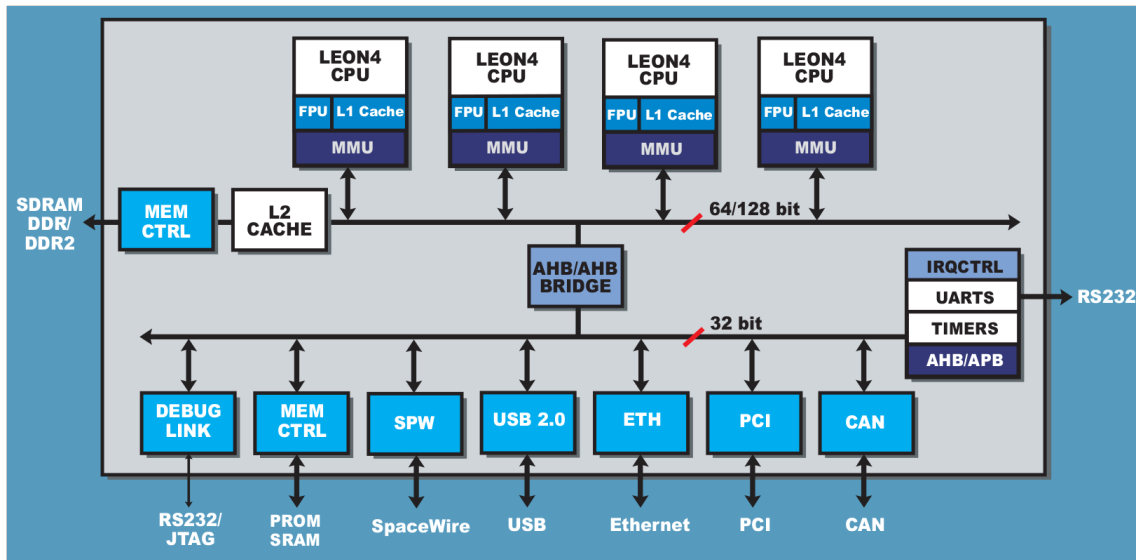 LEON4
CPU
FPU L1 Cache
MMU
LEON4
CPU
FPU L1 Cache
MMU
LEON4
CPU
FPU L1 Cache
MMU
LEON4
CPU
FPU L1 Cache
MMU
SDRAM
DDR/
DDR2
MEM
CTRL
L2
CACHE
64/128 bit
AHB/AHB
BRIDGE
IRQCTRL
UARTS
TIMERS
AHB/APB
RS232
32 bit
DEBUG
LINK
MEM
CTRL
SPW
USB 2.0
ETH
PCI
CAN
RS232/
JTAG
PROM
SRAM
SpaceWire
USB
Ethernet
PCI
CAN